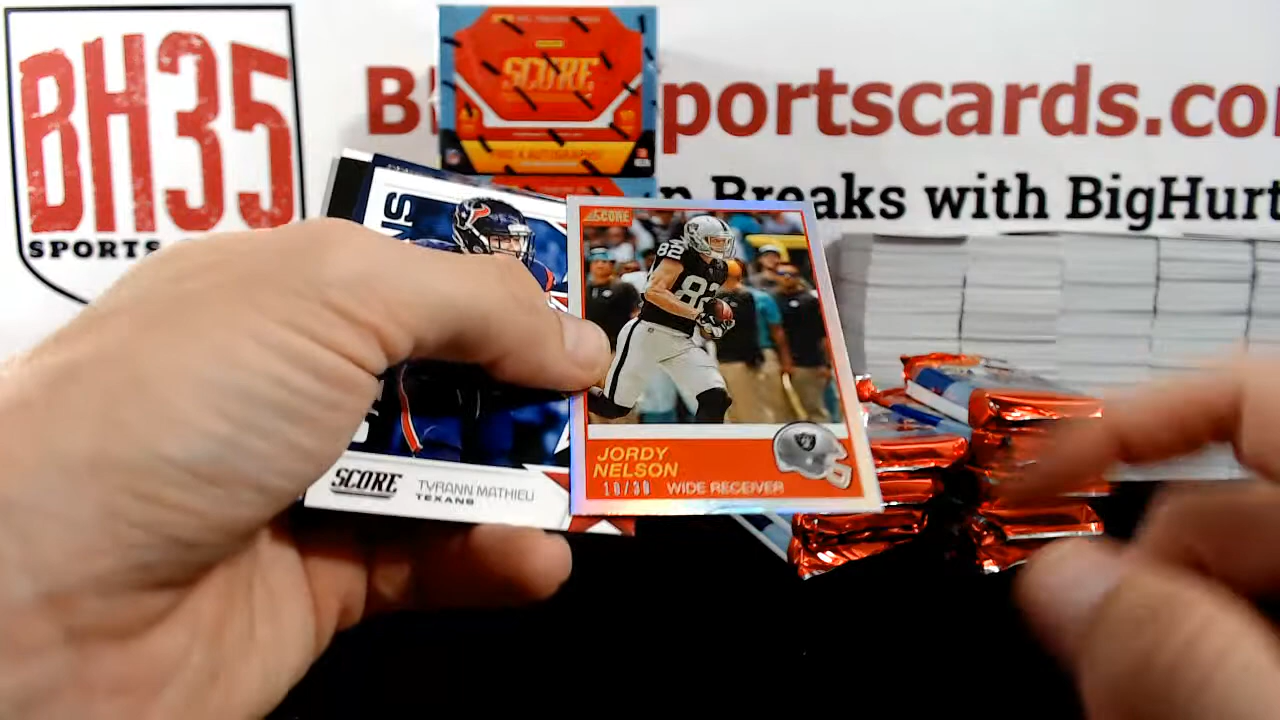 BH35
SPORTS
B portscards.co
p Breaks with BigHurt
SCORE
SCORE
82
82
JORDY
NELSON
10/30 WIDE RECEIVER
SCORE
TYRANN MATHIEU
TEXANS